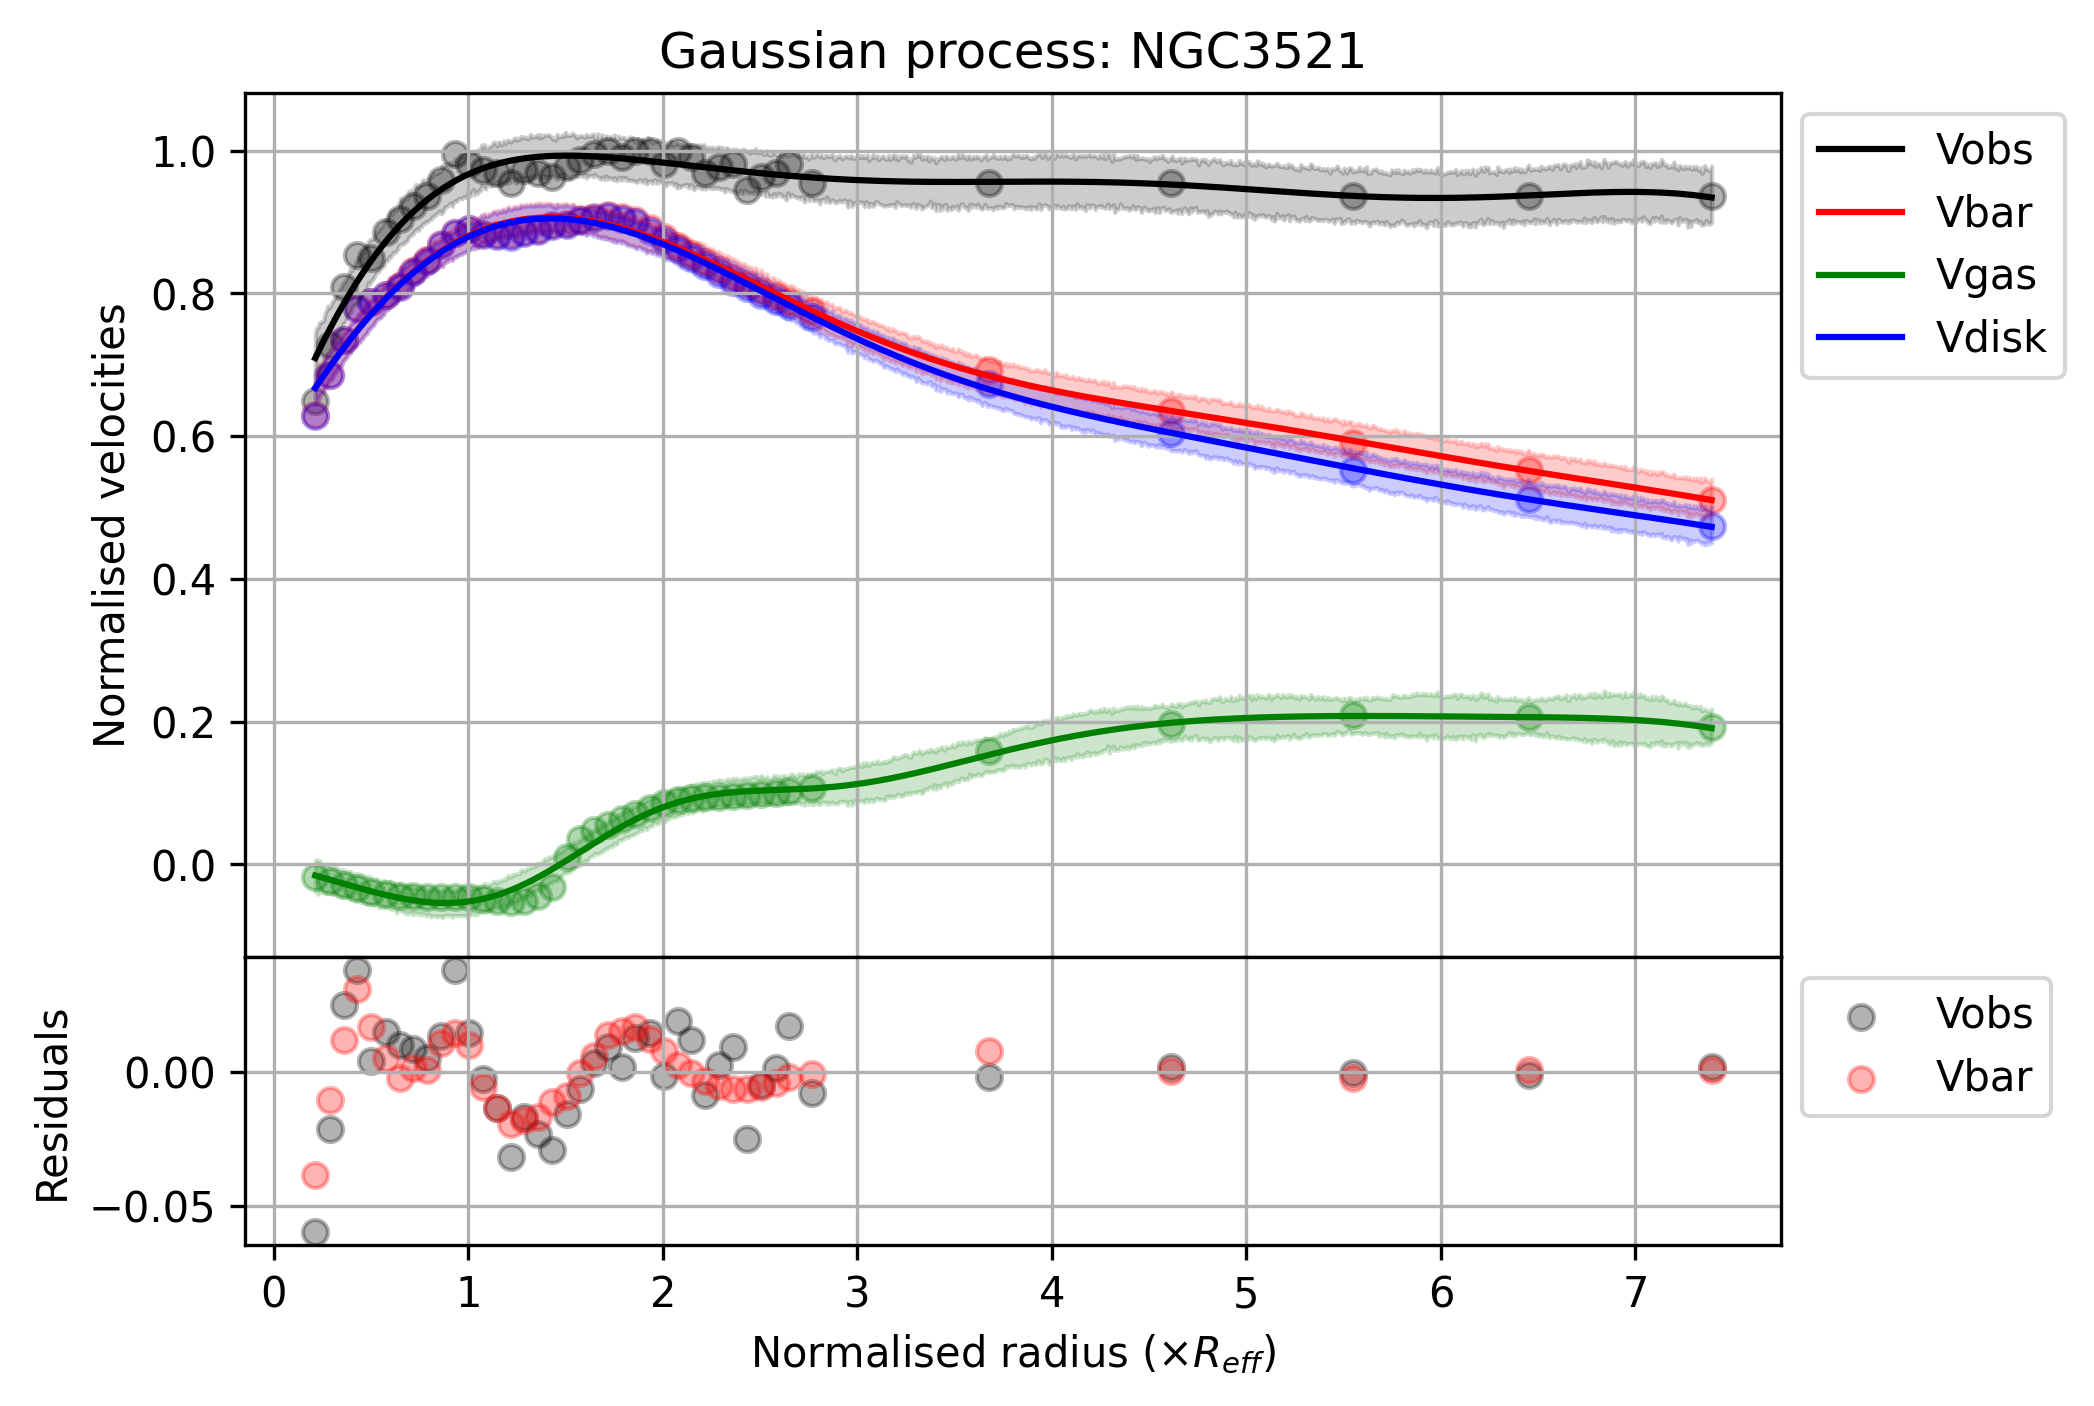 Gaussian process: NGC3521
Normalised velocities
1.0
0.8
0.6
0.4
0.2
0.0
Vobs
Vbar
Vgas
Vdisk
Residuals
0.00
−0.05
Vobs
Vbar
0 1 2 3 4 5 6 7
Normalised radius (×R_eff)